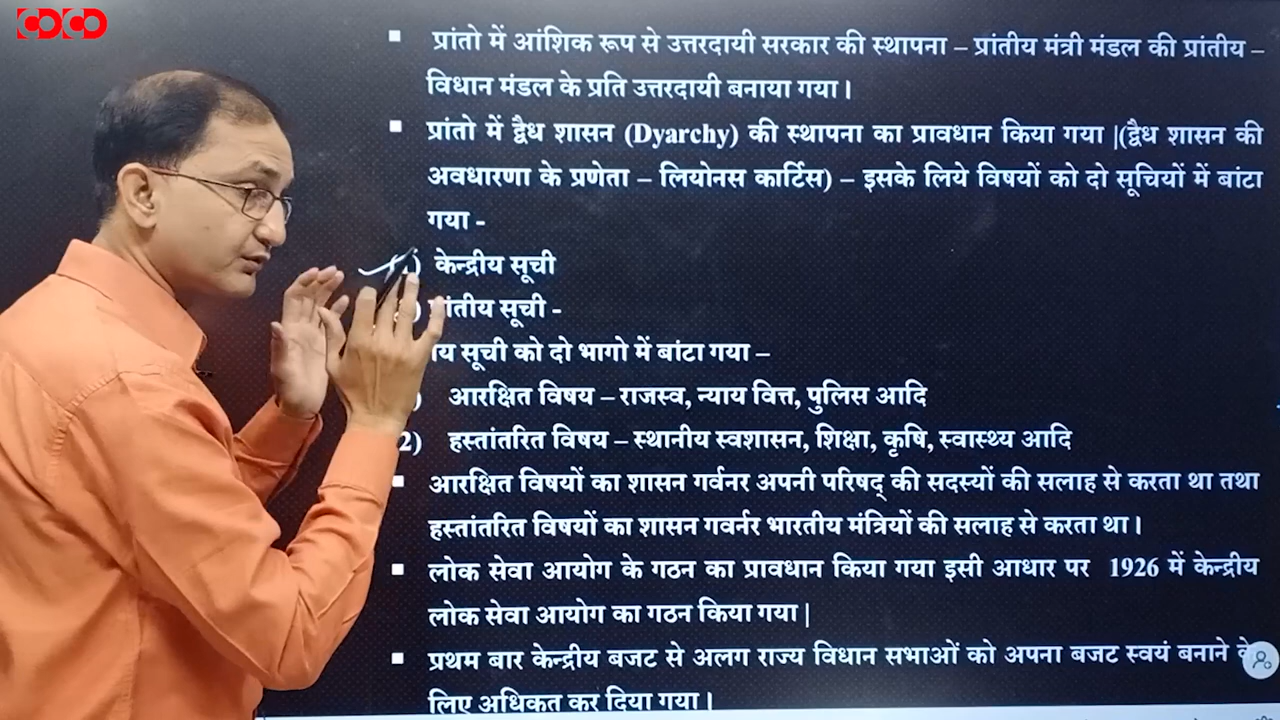 COCO
प्रांतो में आंशिक रूप से उत्तरदायी सरकार की स्थापना – प्रांतीय मंत्री मंडल की प्रांतीय –
विधान मंडल के प्रति उत्तरदायी बनाया गया।
प्रांतो में द्वैध शासन (Dyarchy) की स्थापना का प्रावधान किया गया |(द्वैध शासन की
अवधारणा के प्रणेता – लियोनस कार्टिस) – इसके लिये विषयों को दो सूचियों में बांटा
गया -
केन्द्रीय सूची
सूची -
सूची को दो भागो में बांटा गया –
आरक्षित विषय – राजस्व, न्याय वित्त, पुलिस आदि
2) हस्तांतरित विषय – स्थानीय स्वशासन, शिक्षा, कृषि, स्वास्थ्य आदि
आरक्षित विषयों का शासन गर्वनर अपनी परिषद् की सदस्यों की सलाह से करता था तथा
हस्तांतरित विषयों का शासन गवर्नर भारतीय मंत्रियों की सलाह से करता था।
लोक सेवा आयोग के गठन का प्रावधान किया गया इसी आधार पर 1926 में केन्द्रीय
लोक सेवा आयोग का गठन किया गया |
प्रथम बार केन्द्रीय बजट से अलग राज्य विधान सभाओं को अपना बजट स्वयं बनाने के
लिए अधिकत कर दिया गया।